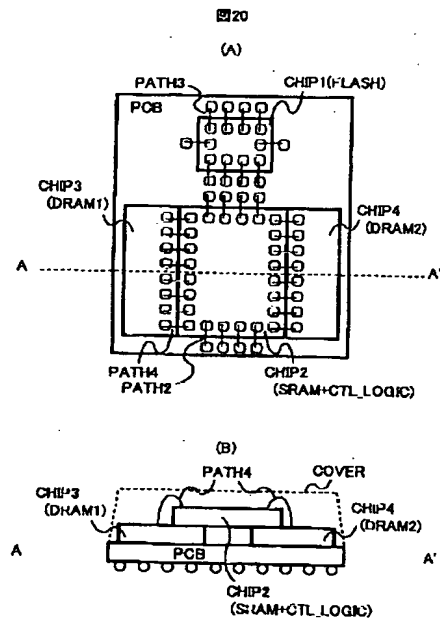 図20
(A)
PATH3
CHIP1(FLASH)
PCB
CHIP3
(DRAM1)
CHIP4
(DRAM2)
A
A'
PATH4
PATH2
CHIP2
(SRAM+CTL_LOGIC)
(B)
PATH4
COVER
CHIP3
(DRAM1)
CHIP4
(DRAM2)
A
PCB
A'
CHIP2
(SRAM+CTL_LOGIC)